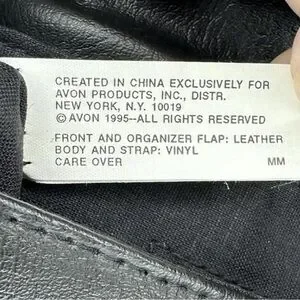 CREATED IN CHINA EXCLUSIVELY FOR
AVON PRODUCTS, INC., DISTR.
NEW YORK, N.Y. 10019
©AVON 1995--ALL RIGHTS RESERVED
FRONT AND ORGANIZER FLAP: LEATHER
BODY AND STRAP: VINYL
CARE OVER MM